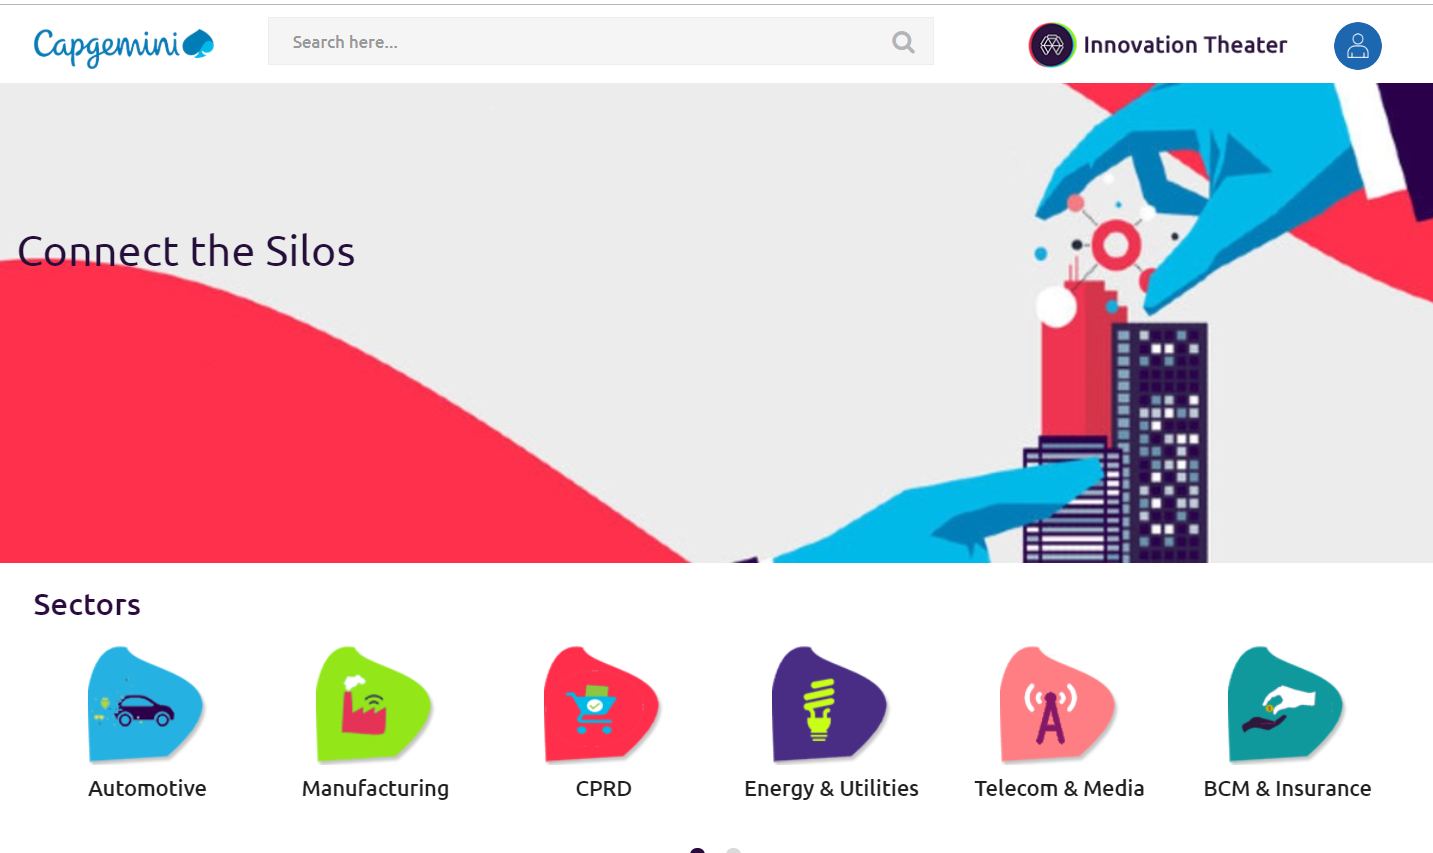 Capgemini
Search here...
Innovation Theater
Connect the Silos
Sectors
Automotive
Manufacturing
CPRD
Energy & Utilities
Telecom & Media
BCM & Insurance